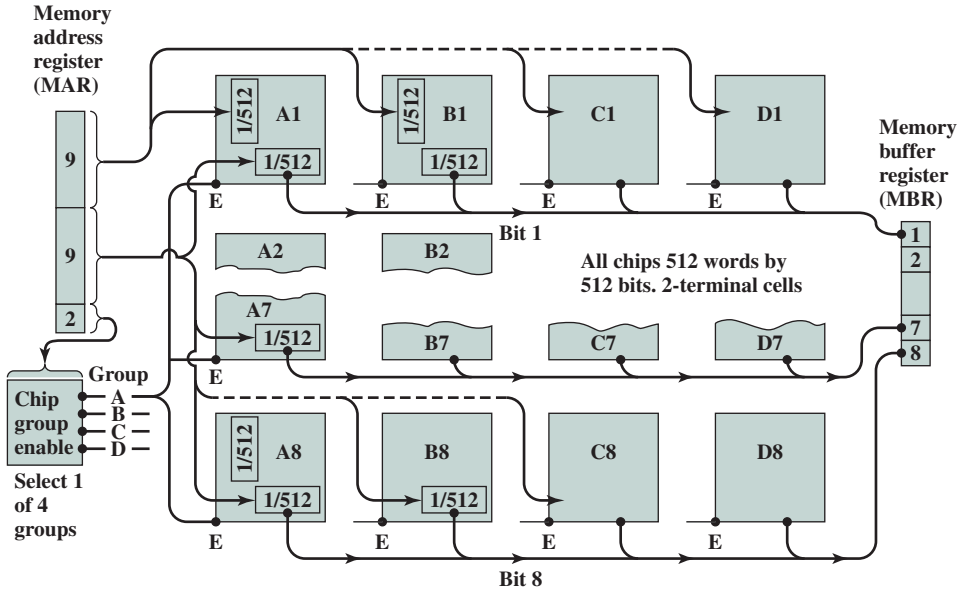 Memory
address
register
(MAR)
9
9
2
Chip
group
enable
Group
A
B
C
D
Select 1
of 4
groups
1/512
A1
1/512
E
1/512
B1
1/512
E
C1
E
D1
E
Bit 1
A2
B2
All chips 512 words by
512 bits. 2-terminal cells
A7
1/512
E
B7
C7
D7
1/512
A8
1/512
E
B8
1/512
E
C8
E
D8
E
Bit 8
Memory
buffer
register
(MBR)
1
2
7
8